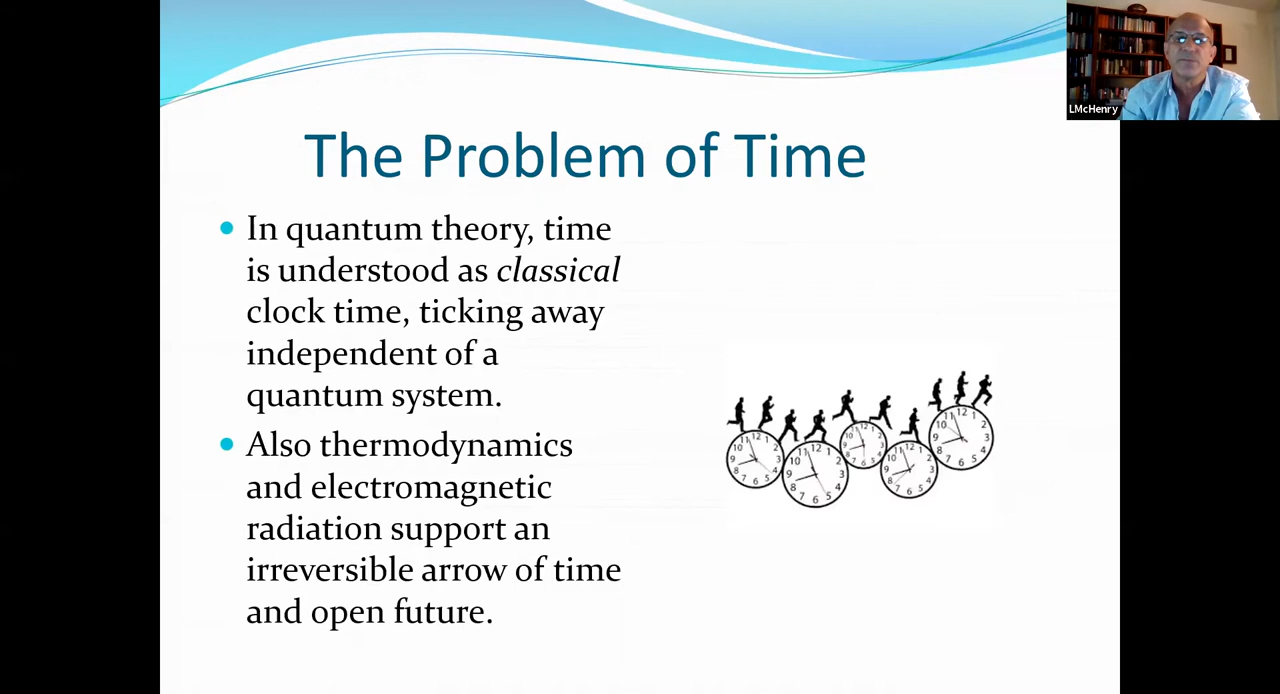 LMcHenry
The Problem of Time
• In quantum theory, time
is understood as classical
clock time, ticking away
independent of a
quantum system.
• Also thermodynamics
and electromagnetic
radiation support an
irreversible arrow of time
and open future.